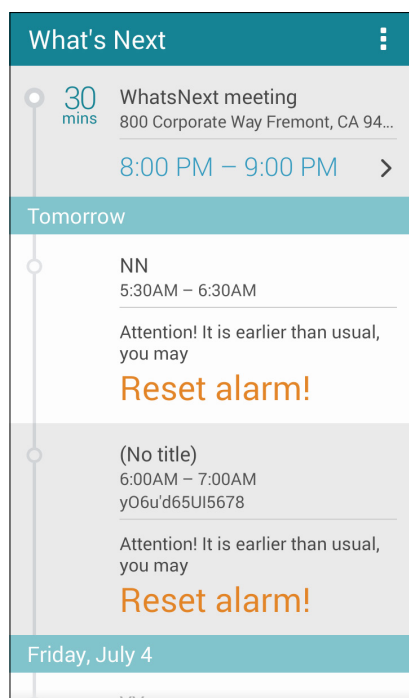 What's Next
30
mins
WhatsNext meeting
800 Corporate Way Fremont, CA 94...
8:00 PM – 9:00 PM
Tomorrow
NN
5:30AM – 6:30AM
Attention! It is earlier than usual,
you may
Reset alarm!
(No title)
6:00AM – 7:00AM
yO6u'd65UI5678
Attention! It is earlier than usual,
you may
Reset alarm!
Friday, July 4